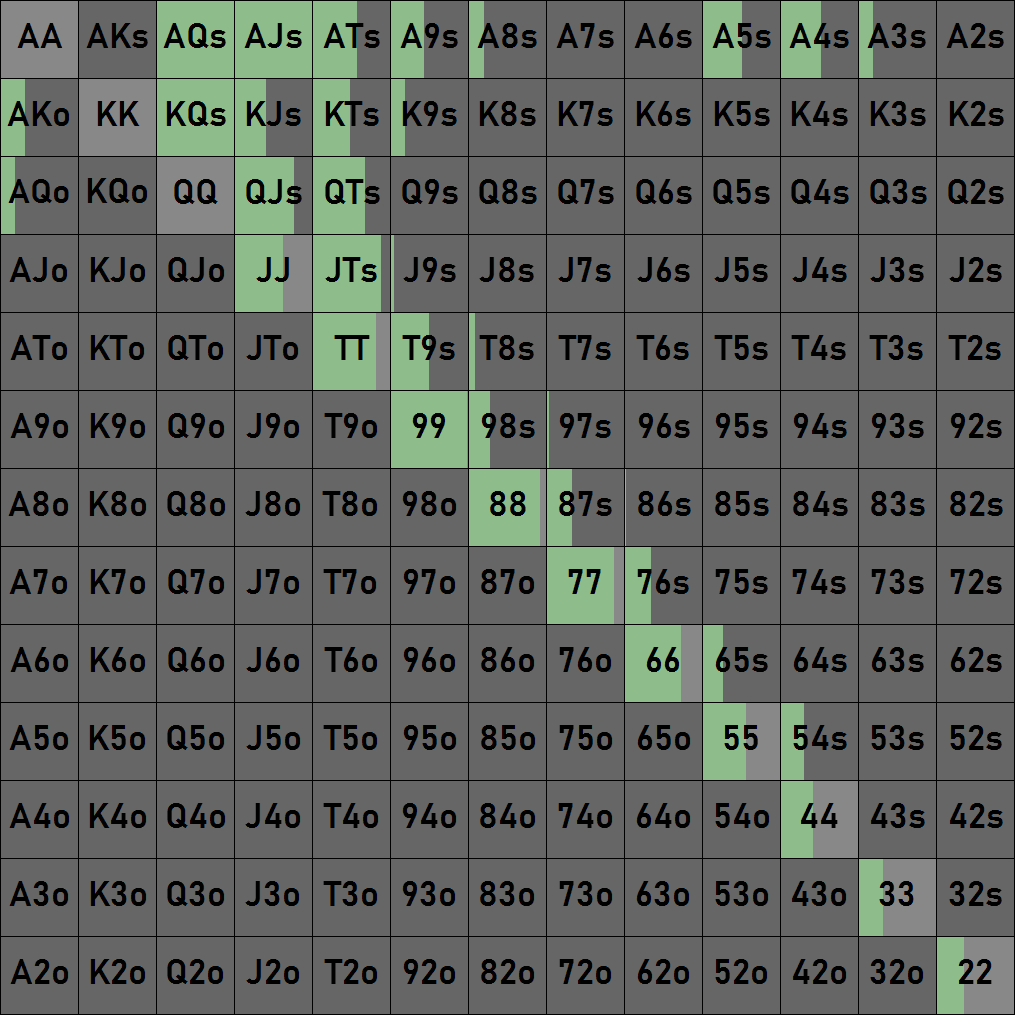 AA AKs AQs AJs ATs A9s A8s A7s A6s A5s A4s A3s A2s
AKo KK KQs KJs KTs K9s K8s K7s K6s K5s K4s K3s K2s
AQo KQo QQ QJs QTs Q9s Q8s Q7s Q6s Q5s Q4s Q3s Q2s
AJo KJo QJo JJ JTs J9s J8s J7s J6s J5s J4s J3s J2s
ATo KTo QTo JTo TT T9s T8s T7s T6s T5s T4s T3s T2s
A9o K9o Q9o J9o T9o 99 98s 97s 96s 95s 94s 93s 92s
A8o K8o Q8o J8o T8o 98o 88 87s 86s 85s 84s 83s 82s
A7o K7o Q7o J7o T7o 97o 87o 77 76s 75s 74s 73s 72s
A6o K6o Q6o J6o T6o 96o 86o 76o 66 65s 64s 63s 62s
A5o K5o Q5o J5o T5o 95o 85o 75o 65o 55 54s 53s 52s
A4o K4o Q4o J4o T4o 94o 84o 74o 64o 54o 44 43s 42s
A3o K3o Q3o J3o T3o 93o 83o 73o 63o 53o 43o 33 32s
A2o K2o Q2o J2o T2o 92o 82o 72o 62o 52o 42o 32o 22